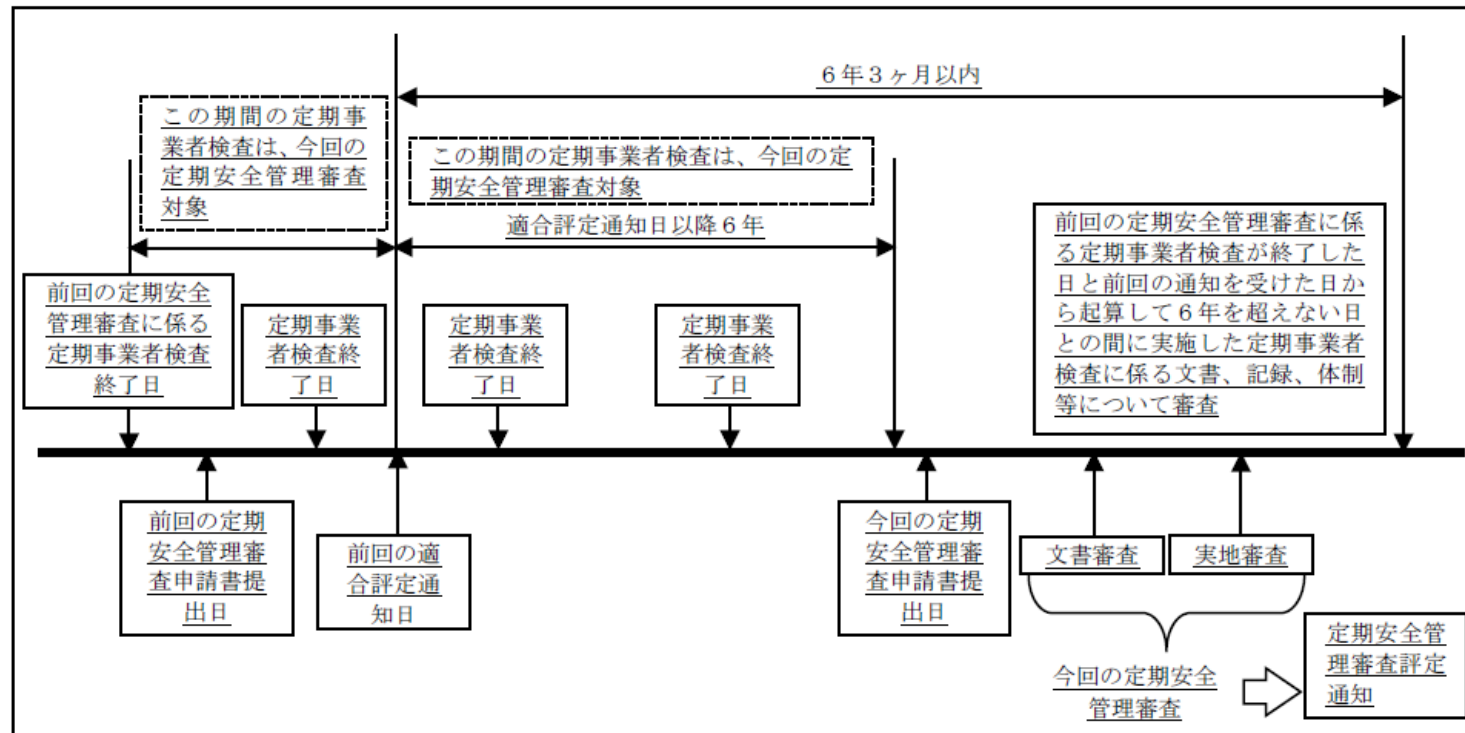 ６年３ヶ月以内
この期間の定期事
業者検査は、今回の
定期安全管理審査
対象
この期間の定期事業者検査は、今回の定
期安全管理審査対象
適合評定通知日以降６年
前回の定期安全管理審査に係
る定期事業者検査が終了した
日と前回の通知を受けた日か
ら起算して６年を超えない日
との間に実施した定期事業者
検査に係る文書、記録、体制
等について審査
前回の定期安全
管理審査に係る
定期事業者検査
終了日
定期事業
者検査終
了日
定期事業
者検査終
了日
定期事業
者検査終
了日
前回の定期
安全管理審
査申請書提
出日
前回の適
合評定通
知日
今回の定期
安全管理審
査申請書提
出日
文書審査
実地審査
今回の定期安全
管理審査
定期安全管
理審査評定
通知